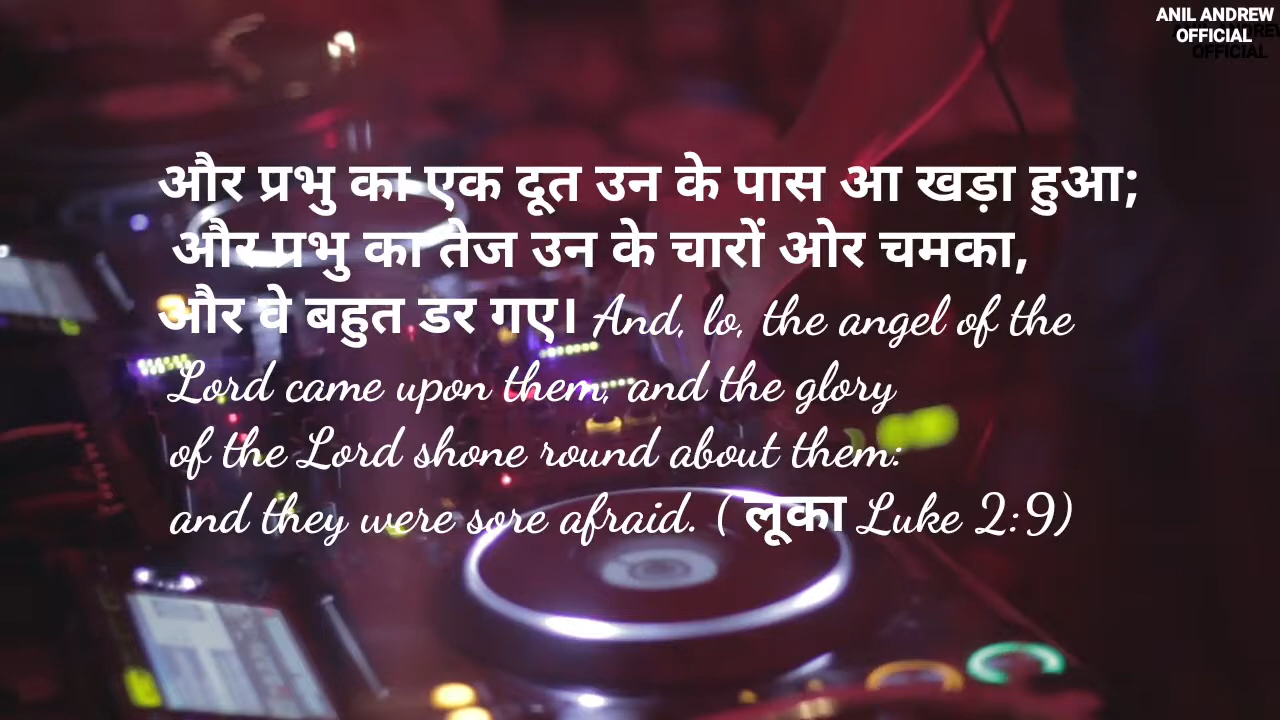 ANIL ANDREW
OFFICIAL
और प्रभु का एक दूत उन के पास आ खड़ा हुआ;
और प्रभु का तेज उन के चारों ओर चमका,
और वे बहुत डर गए। And, lo, the angel of the
Lord came upon them, and the glory
of the Lord shone round about them:
and they were sore afraid. ( लूका Luke 2:9)